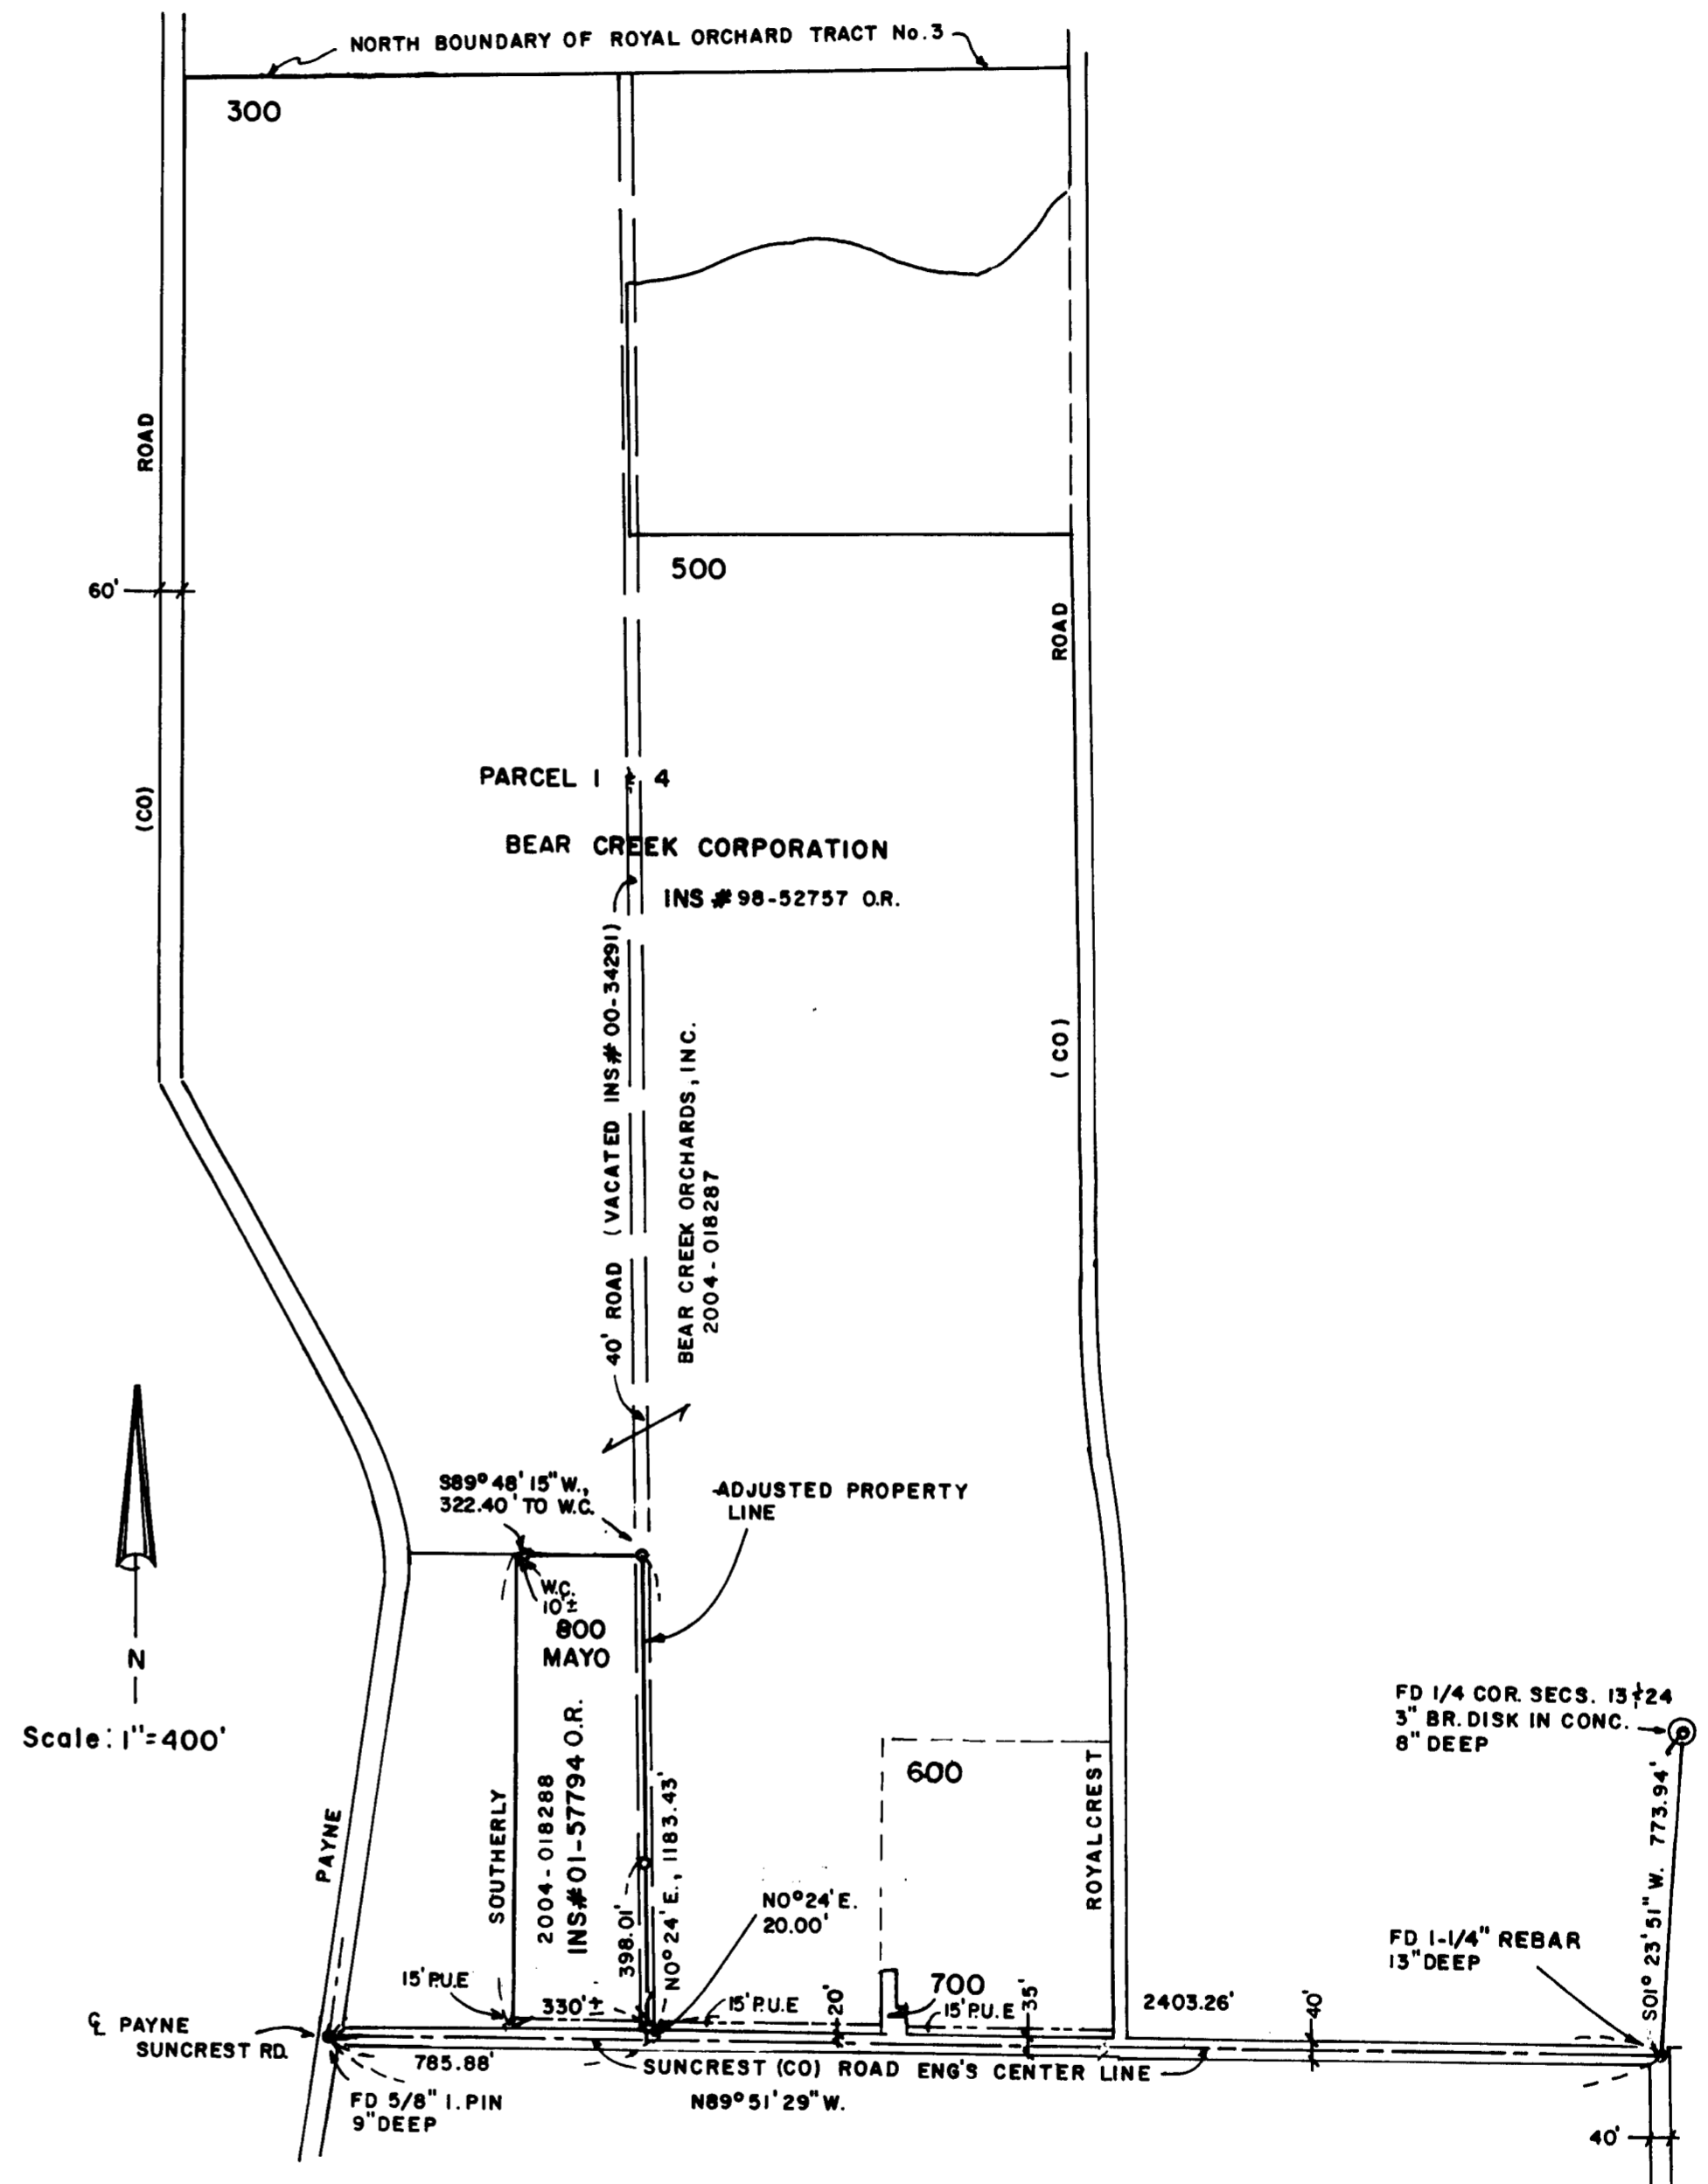 NORTH BOUNDARY OF ROYAL ORCHARD TRACT No.3
300
ROAD
500
60'
ROAD
PARCEL 1 & 4
(CO)
BEAR CREEK CORPORATION
INS # 98-52757 O.R.
40' ROAD (VACATED INS# 00-34291)
BEAR CREEK ORCHARDS, INC.
2004-018287
(CO)
S89° 48' 15" W.,
322.40' TO W.C.
ADJUSTED PROPERTY
LINE
W.C.
10'±
800
MAYO
N
Scale: 1"=400'
FD 1/4 COR. SECS. 13 & 24
3" BR. DISK IN CONC.
8" DEEP
600
PAYNE
SOUTHERLY
2004-018288
INS#01-57794 O.R.
398.01'
N0°24' E., 1183.43'
ROYALCREST
S01° 23' 51" W. 773.94'
N0°24' E.
20.00'
FD 1-1/4" REBAR
13" DEEP
15' P.U.E
330'±
15' P.U.E
20'
700
15' P.U.E
35'
2403.26'
40'
℄ PAYNE
SUNCREST RD.
785.88'
SUNCREST (CO) ROAD ENG'S CENTER LINE
N89° 51' 29" W.
FD 5/8" I. PIN
9" DEEP
40'